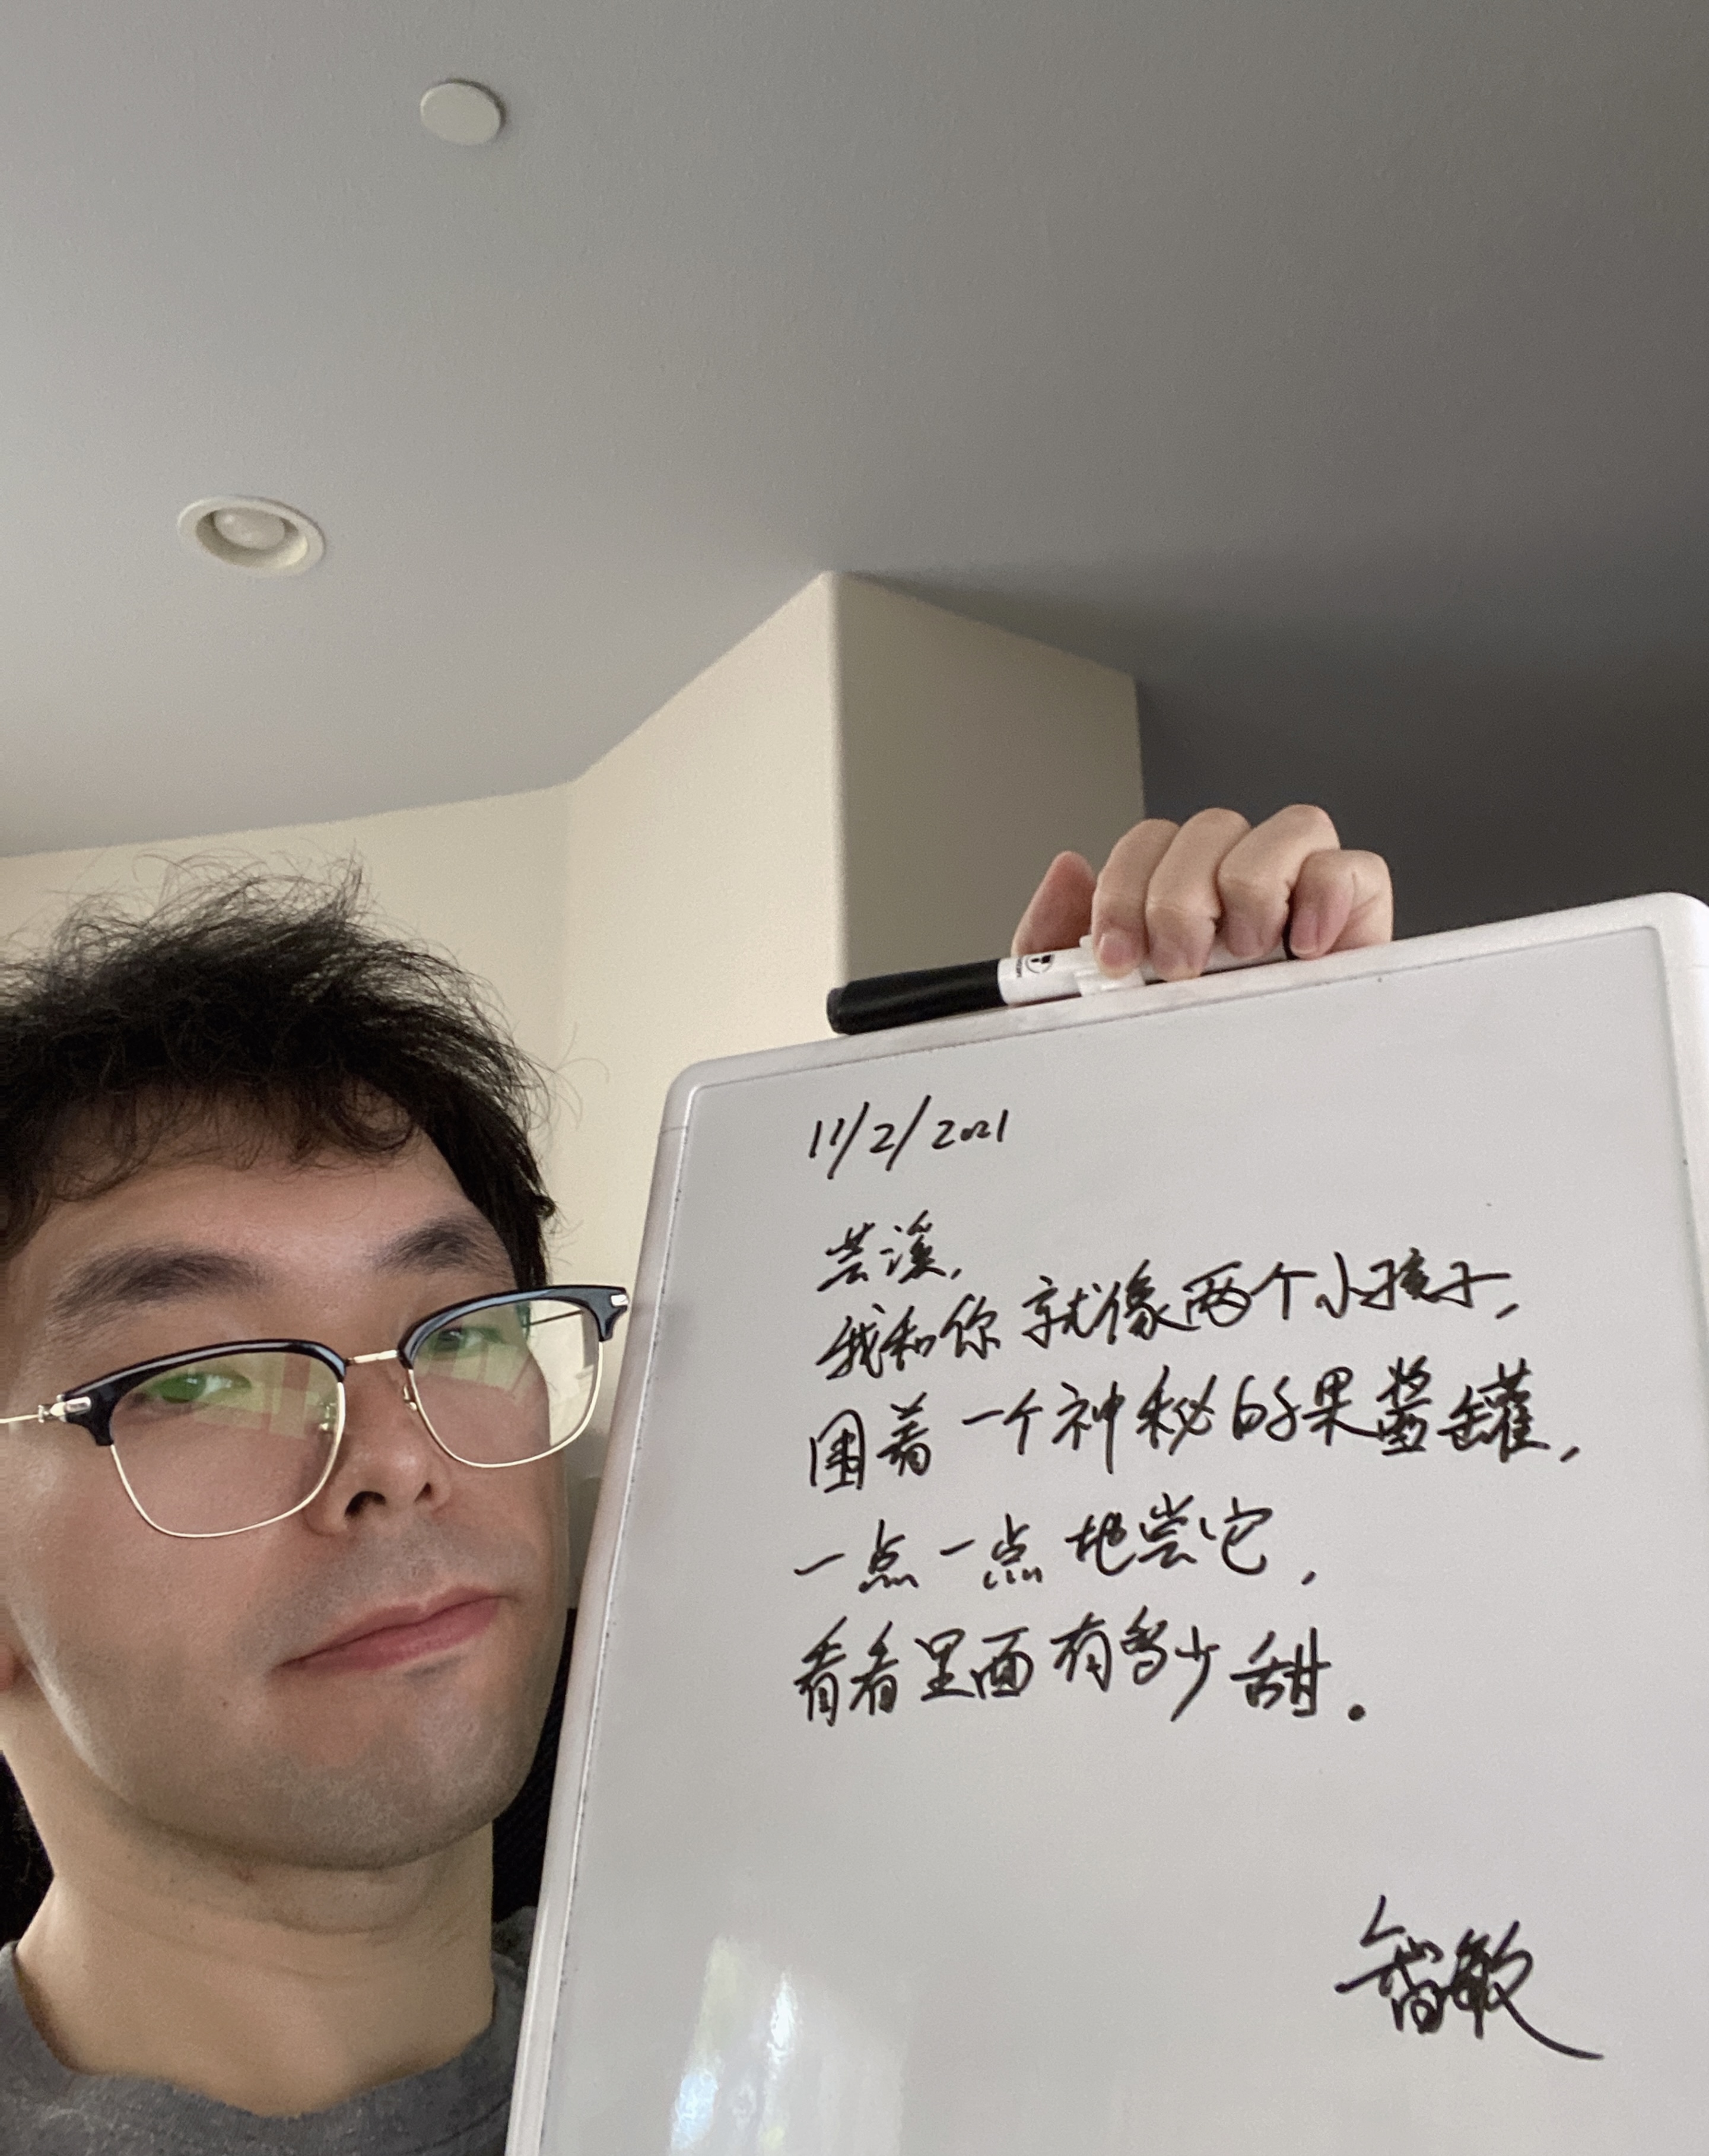 11/2/2021
芸溪,
我和你就像两个小孩子,
围着一个神秘的果酱罐,
一点一点地尝它,
看看里面有多少甜.
智敏